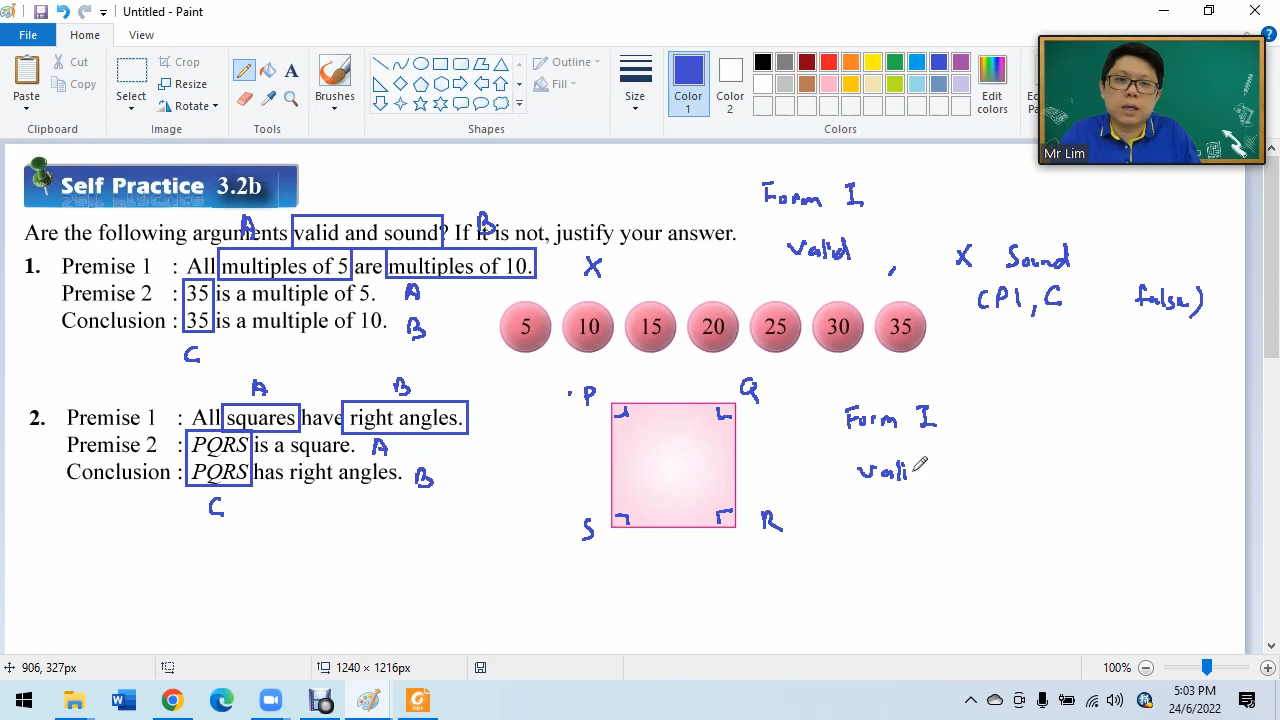 Untitled - Paint
File Home View
Paste Cut Copy Clipboard
Select Crop Resize Rotate Image
Tools
Brushes
Outline Fill Shapes
Size
Color 1 Color 2 Edit colors Colors
Mr Lim
Self Practice 3.2b
Form I
A B
Are the following arguments valid and sound? If it is not, justify your answer.
valid , X Sound
1. Premise 1 : All multiples of 5 are multiples of 10. X
Premise 2 : 35 is a multiple of 5. A
(P1, C false)
Conclusion : 35 is a multiple of 10. B
5 10 15 20 25 30 35
C
A B
P Q
2. Premise 1 : All squares have right angles.
Form I
Premise 2 : PQRS is a square. A
Conclusion : PQRS has right angles. B
vali
C
S R
906, 327px 1240 × 1216px 100%
5:03 PM
24/6/2022